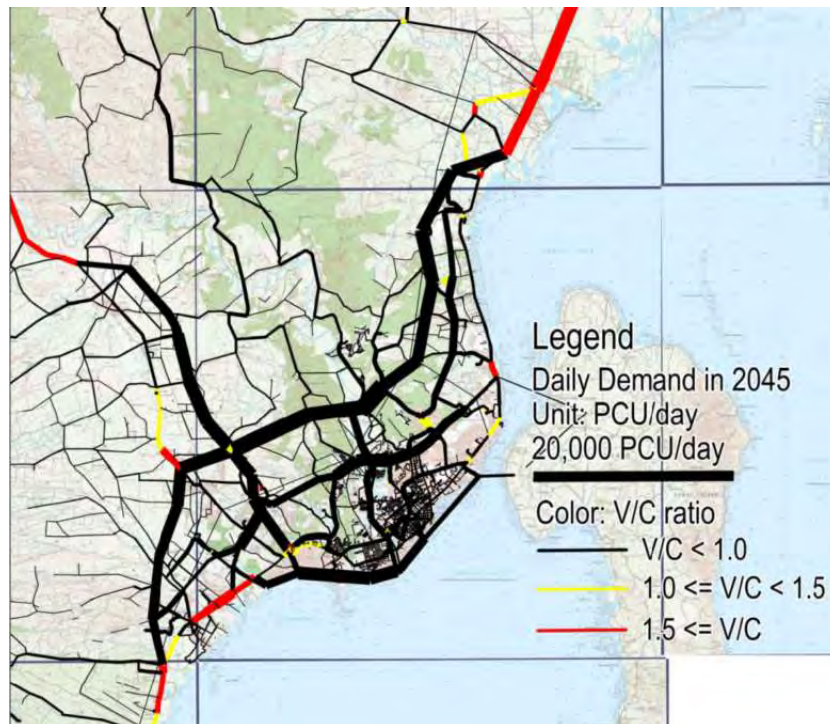 Legend
Daily Demand in 2045
Unit: PCU/day
20,000 PCU/day
Color: V/C ratio
V/C < 1.0
1.0 <= V/C < 1.5
1.5 <= V/C